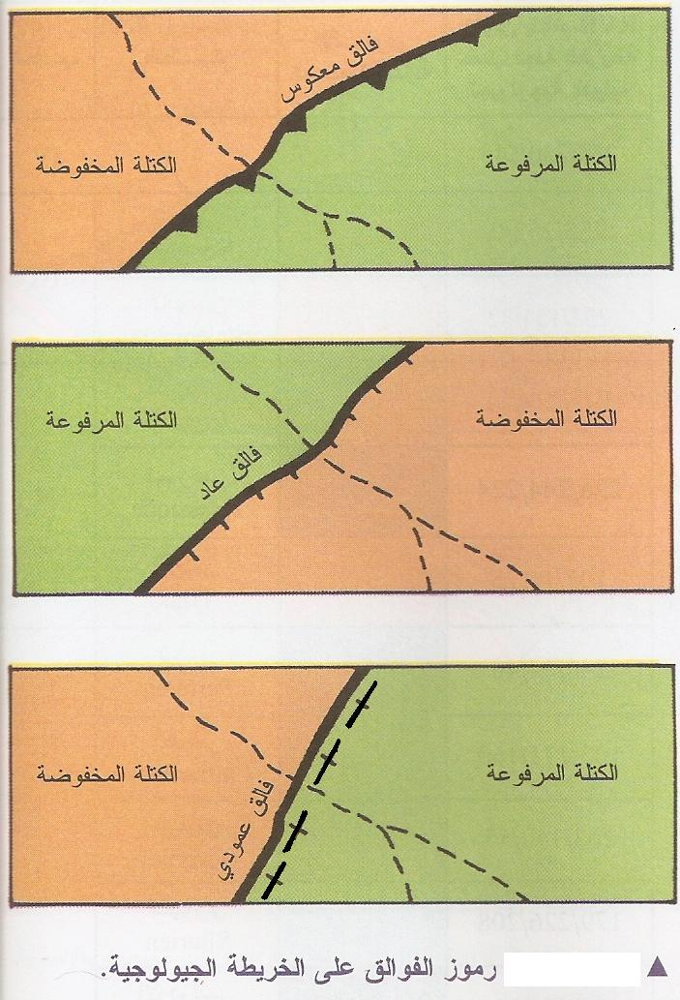 فالق معكوس
الكتلة المرفوعة
الكتلة المخفوضة
الكتلة المخفوضة
الكتلة المرفوعة
فالق عاد
الكتلة المرفوعة
الكتلة المخفوضة
فالق عمودي
▲ رموز الفوالق على الخريطة الجيولوجية.